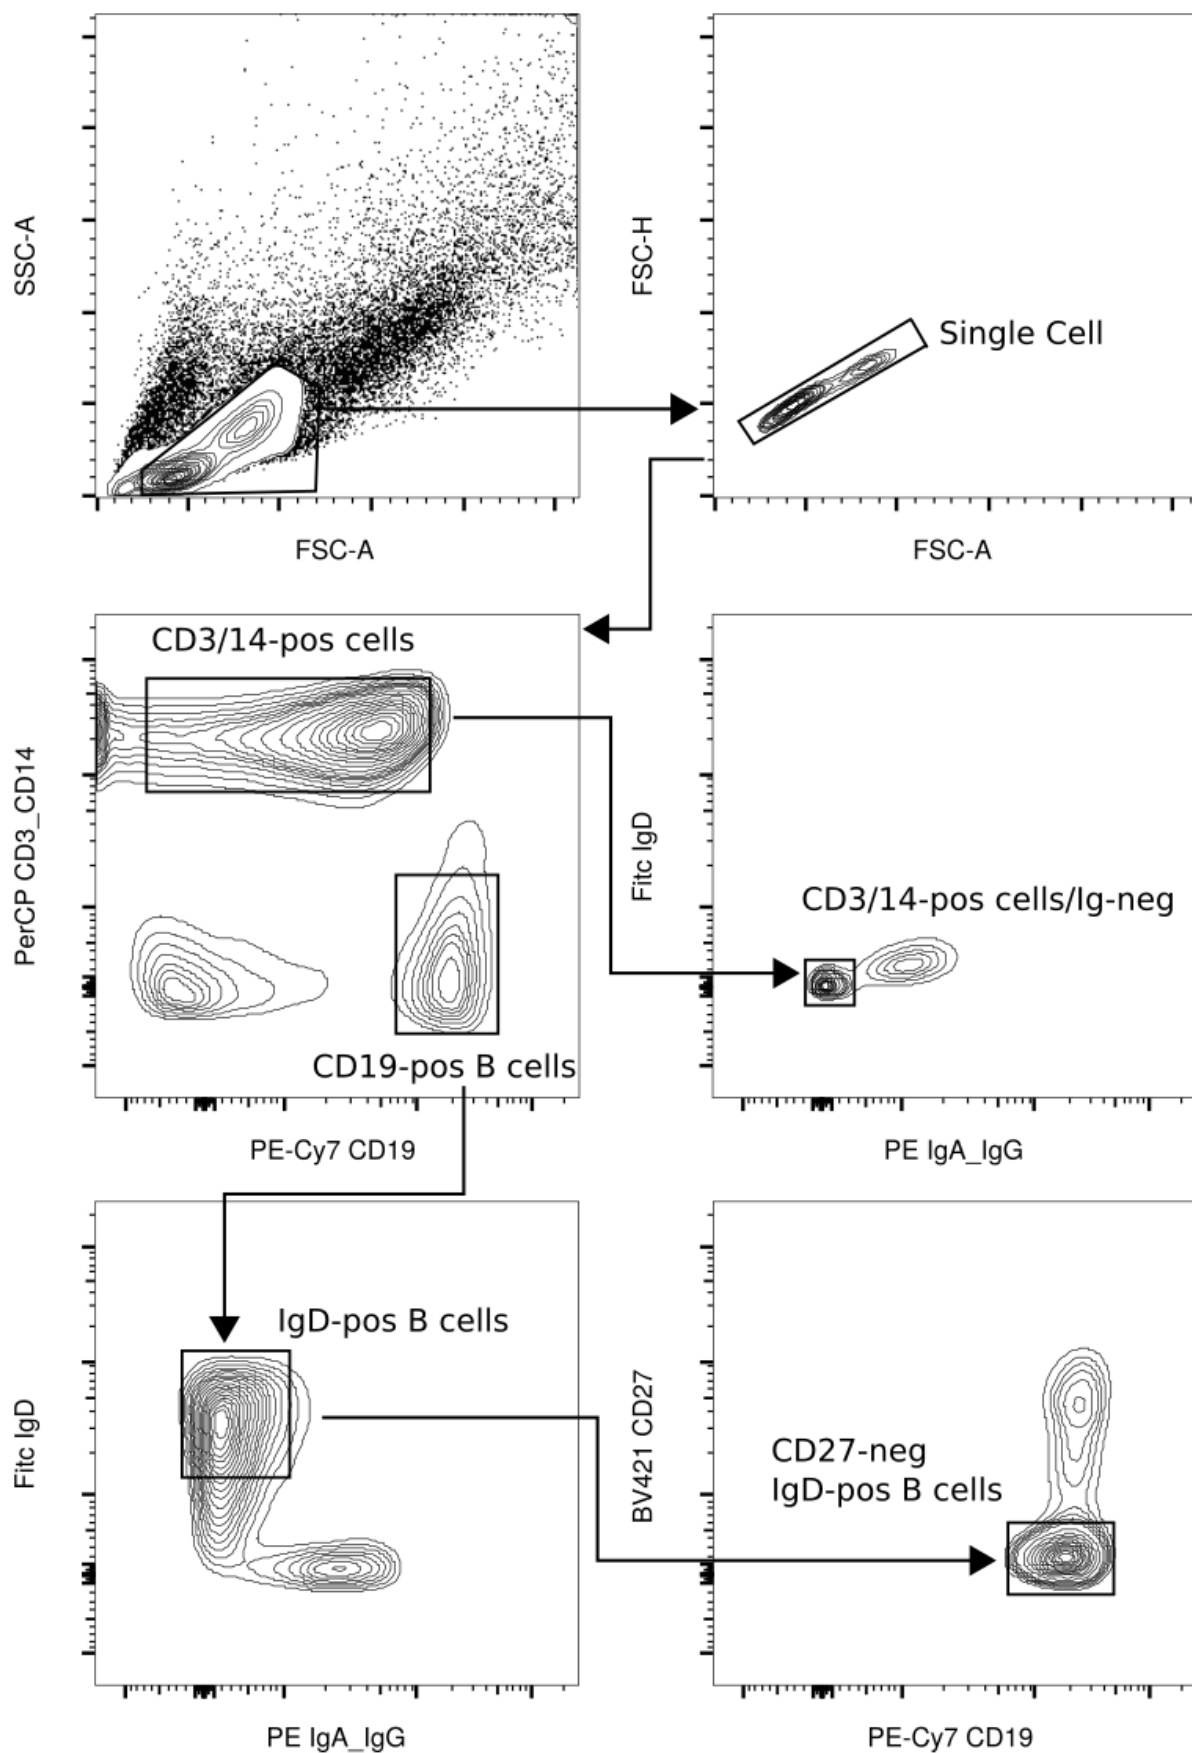 SSC-A
FSC-A
FSC-H
Single Cell
FSC-A
CD3/14-pos cells
PerCP CD3_CD14
CD19-pos B cells
PE-Cy7 CD19
Fitc IgD
CD3/14-pos cells/Ig-neg
PE IgA_IgG
IgD-pos B cells
Fitc IgD
PE IgA_IgG
BV421 CD27
CD27-neg
IgD-pos B cells
PE-Cy7 CD19